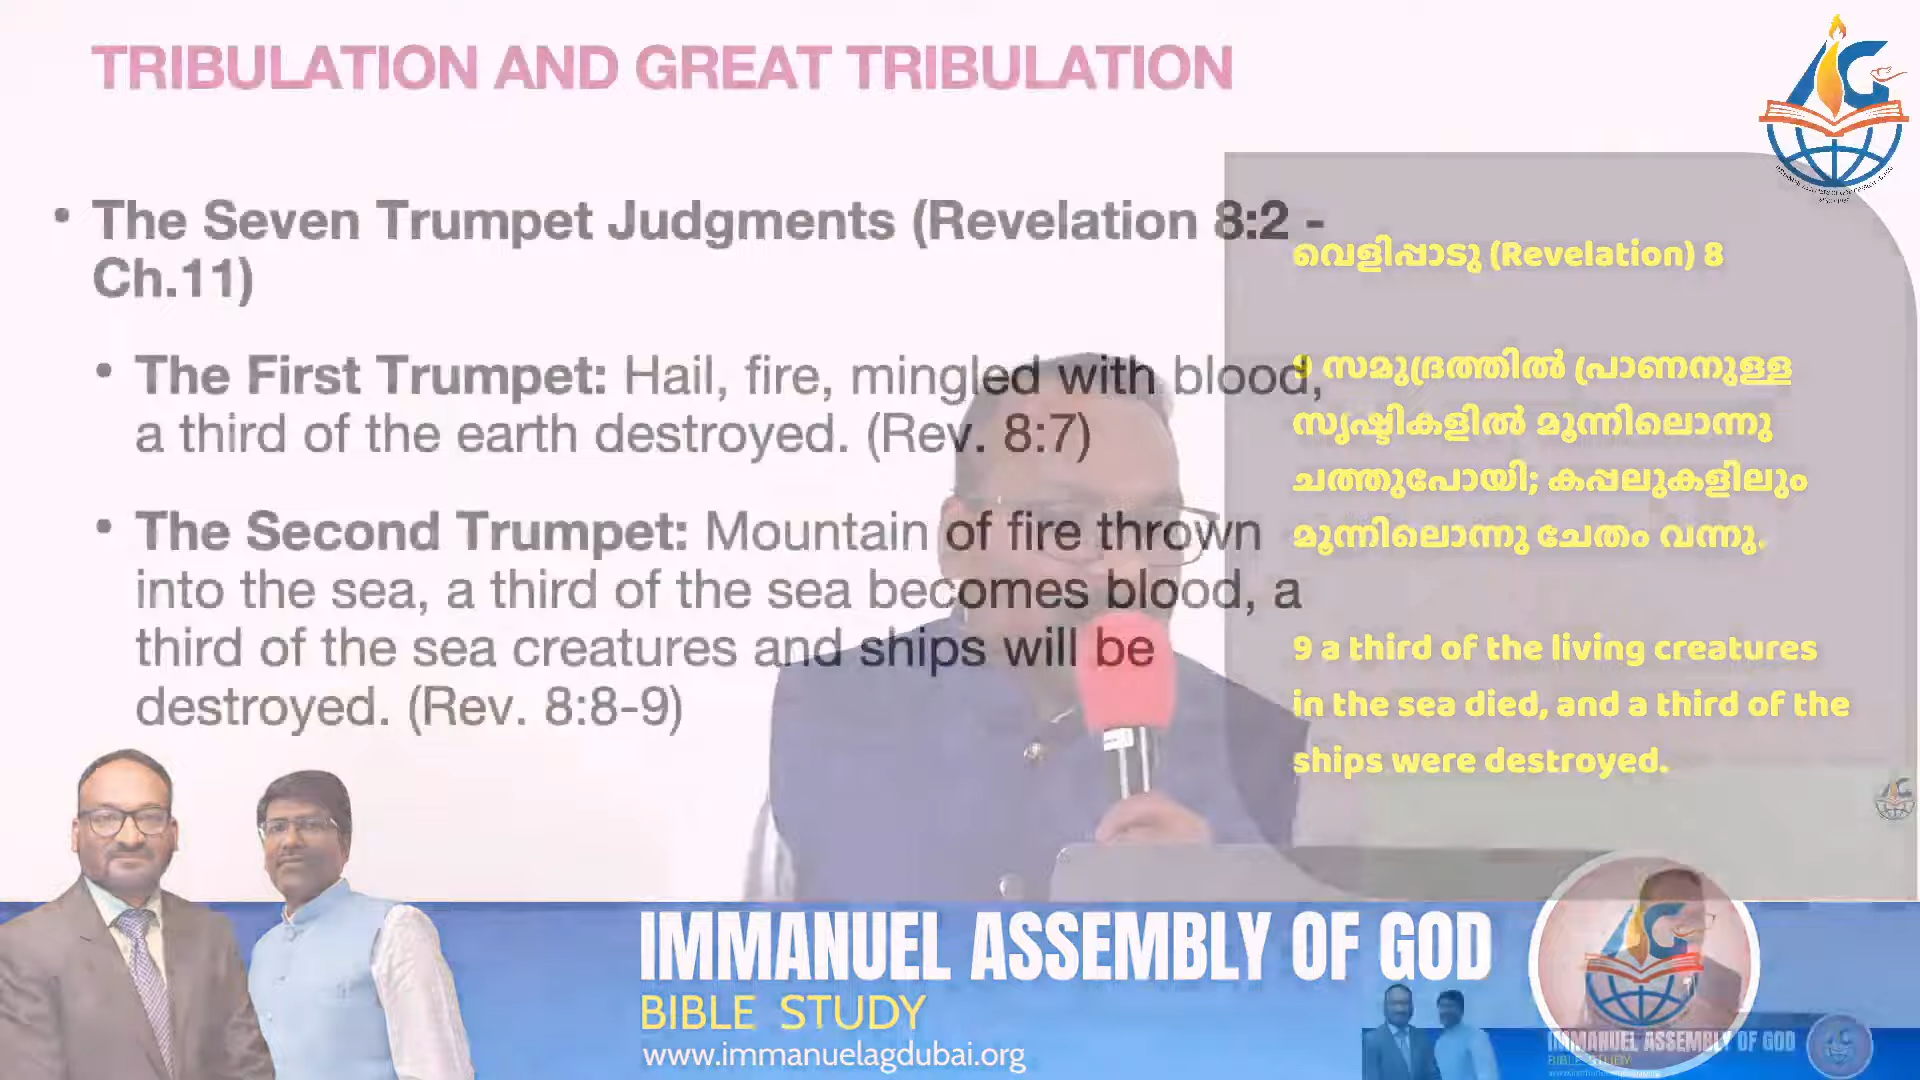 TRIBULATION AND GREAT TRIBULATION
• The Seven Trumpet Judgments (Revelation 8:2 -
Ch.11)
• The First Trumpet: Hail, fire, mingled with blood,
a third of the earth destroyed. (Rev. 8:7)
• The Second Trumpet: Mountain of fire thrown
into the sea, a third of the sea becomes blood, a
third of the sea creatures and ships will be
destroyed. (Rev. 8:8-9)
വെളിപ്പാടു (Revelation) 8
9 സമുദ്രത്തിൽ പ്രാണനുള്ള
സൃഷ്ടികളിൽ മൂന്നിലൊന്നു
ചത്തുപോയി; കപ്പലുകളിലും
മൂന്നിലൊന്നു ചേതം വന്നു.
9 a third of the living creatures
in the sea died, and a third of the
ships were destroyed.
IMMANUEL ASSEMBLY OF GOD
BIBLE STUDY
www.immanuelagdubai.org
IMMANUEL ASSEMBLY OF GOD
BIBLE STUDY